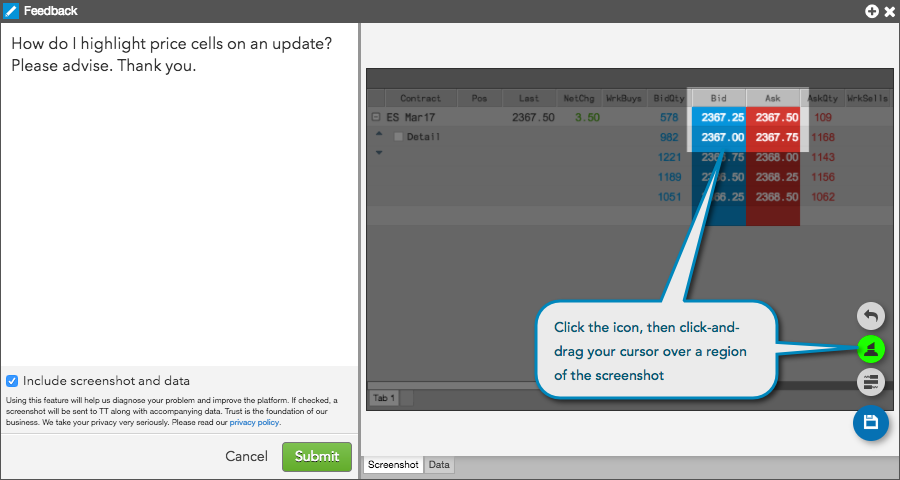 Feedback
How do I highlight price cells on an update?
Please advise. Thank you.
Include screenshot and data
Using this feature will help us diagnose your problem and improve the platform. If checked, a
screenshot will be sent to TT along with accompanying data. Trust is the foundation of our
business. We take your privacy very seriously. Please read our privacy policy.
Cancel Submit
Contract Pos Last NetChg WrkBuys BidQty Bid Ask AskQty WrkSells
ES Mar17 2367.50 3.50 578 2367.25 2367.50 109
Detail 982 2367.00 2367.75 1168
1221 2366.75 2368.00 1143
1189 2366.50 2368.25 1156
1051 2366.25 2368.50 1062
Click the icon, then click-and-
drag your cursor over a region
of the screenshot
Tab 1
Screenshot Data